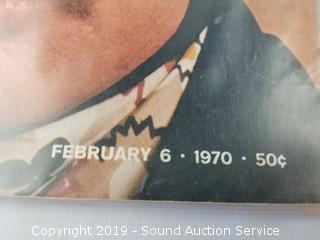 FEBRUARY 6 · 1970 · 50¢
Copyright 2019 - Sound Auction Service